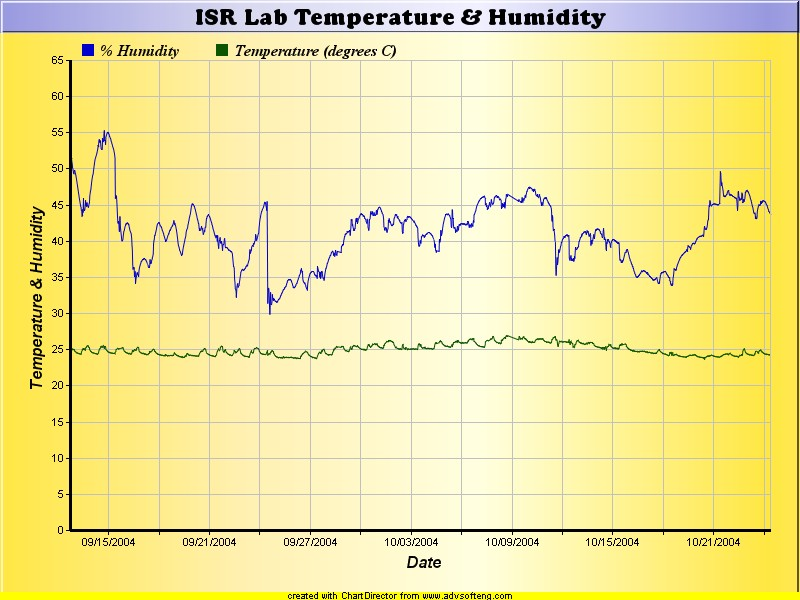 ISR Lab Temperature & Humidity
% Humidity Temperature (degrees C)
65
60
55
50
45
40
35
30
25
20
15
10
5
0
Temperature & Humidity
09/15/2004 09/21/2004 09/27/2004 10/03/2004 10/09/2004 10/15/2004 10/21/2004
Date
created with ChartDirector from www.advsofteng.com